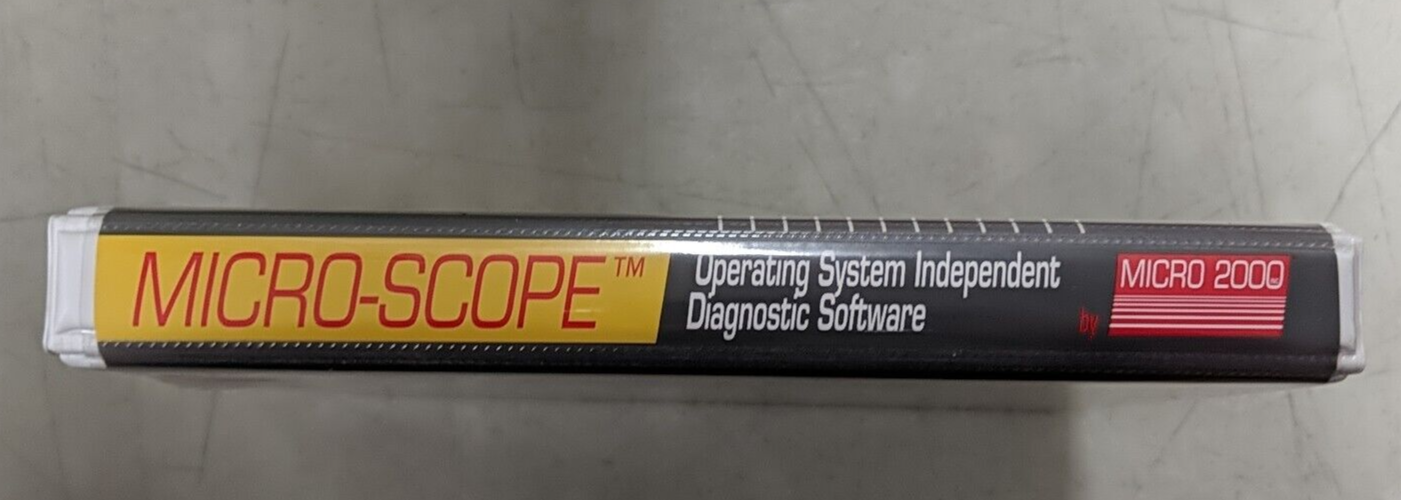 MICRO-SCOPE™
Operating System Independent
Diagnostic Software
by
MICRO 2000